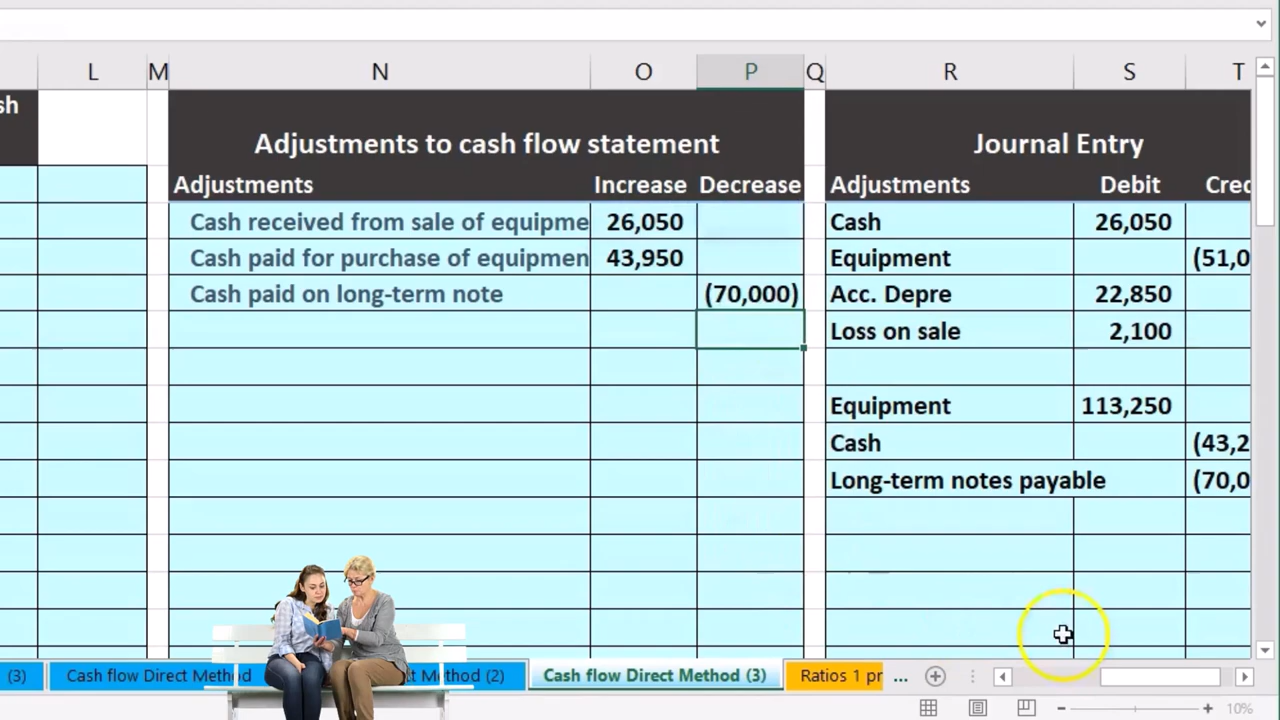 L M N O P Q R S T
sh
Adjustments to cash flow statement
Journal Entry
Adjustments Increase Decrease Adjustments Debit Cred
Cash received from sale of equipme 26,050 Cash 26,050
Cash paid for purchase of equipmen 43,950 Equipment (51,0
Cash paid on long-term note (70,000) Acc. Depre 22,850
Loss on sale 2,100
Equipment 113,250
Cash (43,2
Long-term notes payable (70,0
(3) Cash flow Direct Method t Method (2) Cash flow Direct Method (3) Ratios 1 pr ...
10%